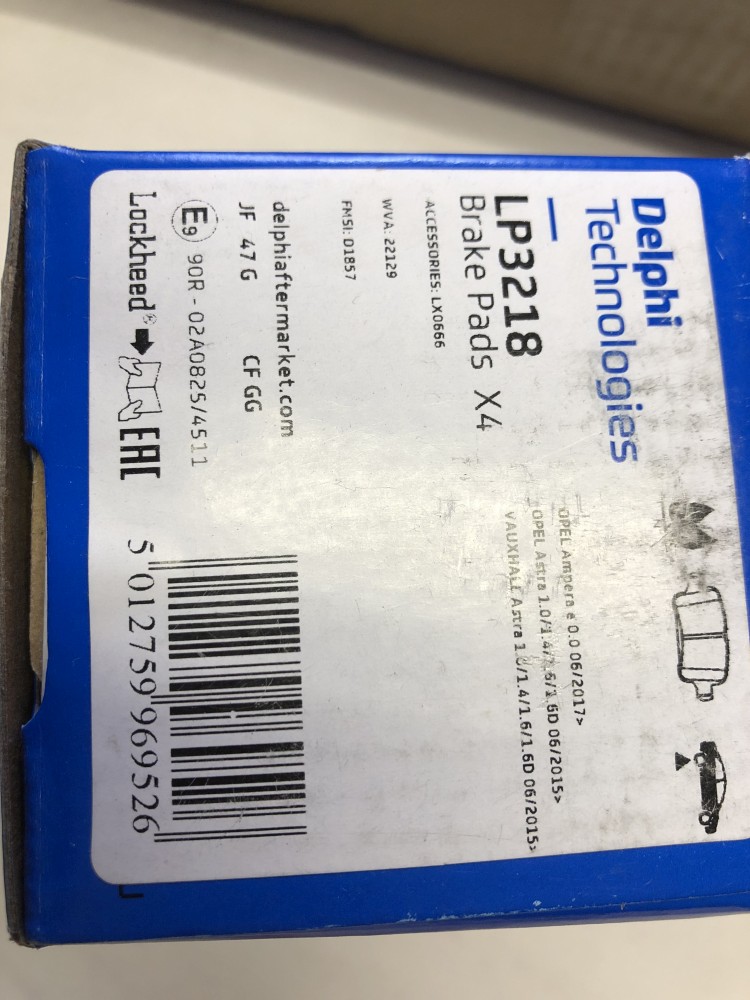 Delphi
Technologies
LP3218
Brake Pads X4
ACCESSORIES: LX0666
WVA: 22129
FMSI: D1857
OPEL Ampera e 0.0 06/2017>
OPEL Astra 1.0/1.4/1.6/1.6D 06/2015>
VAUXHALL Astra 1.0/1.4/1.6/1.6D 06/2015>
delphiaftermarket.com
JF 47 G CF GG
E9 90R - 02A0825/4511
Lockheed® EAC
5 012759 969526